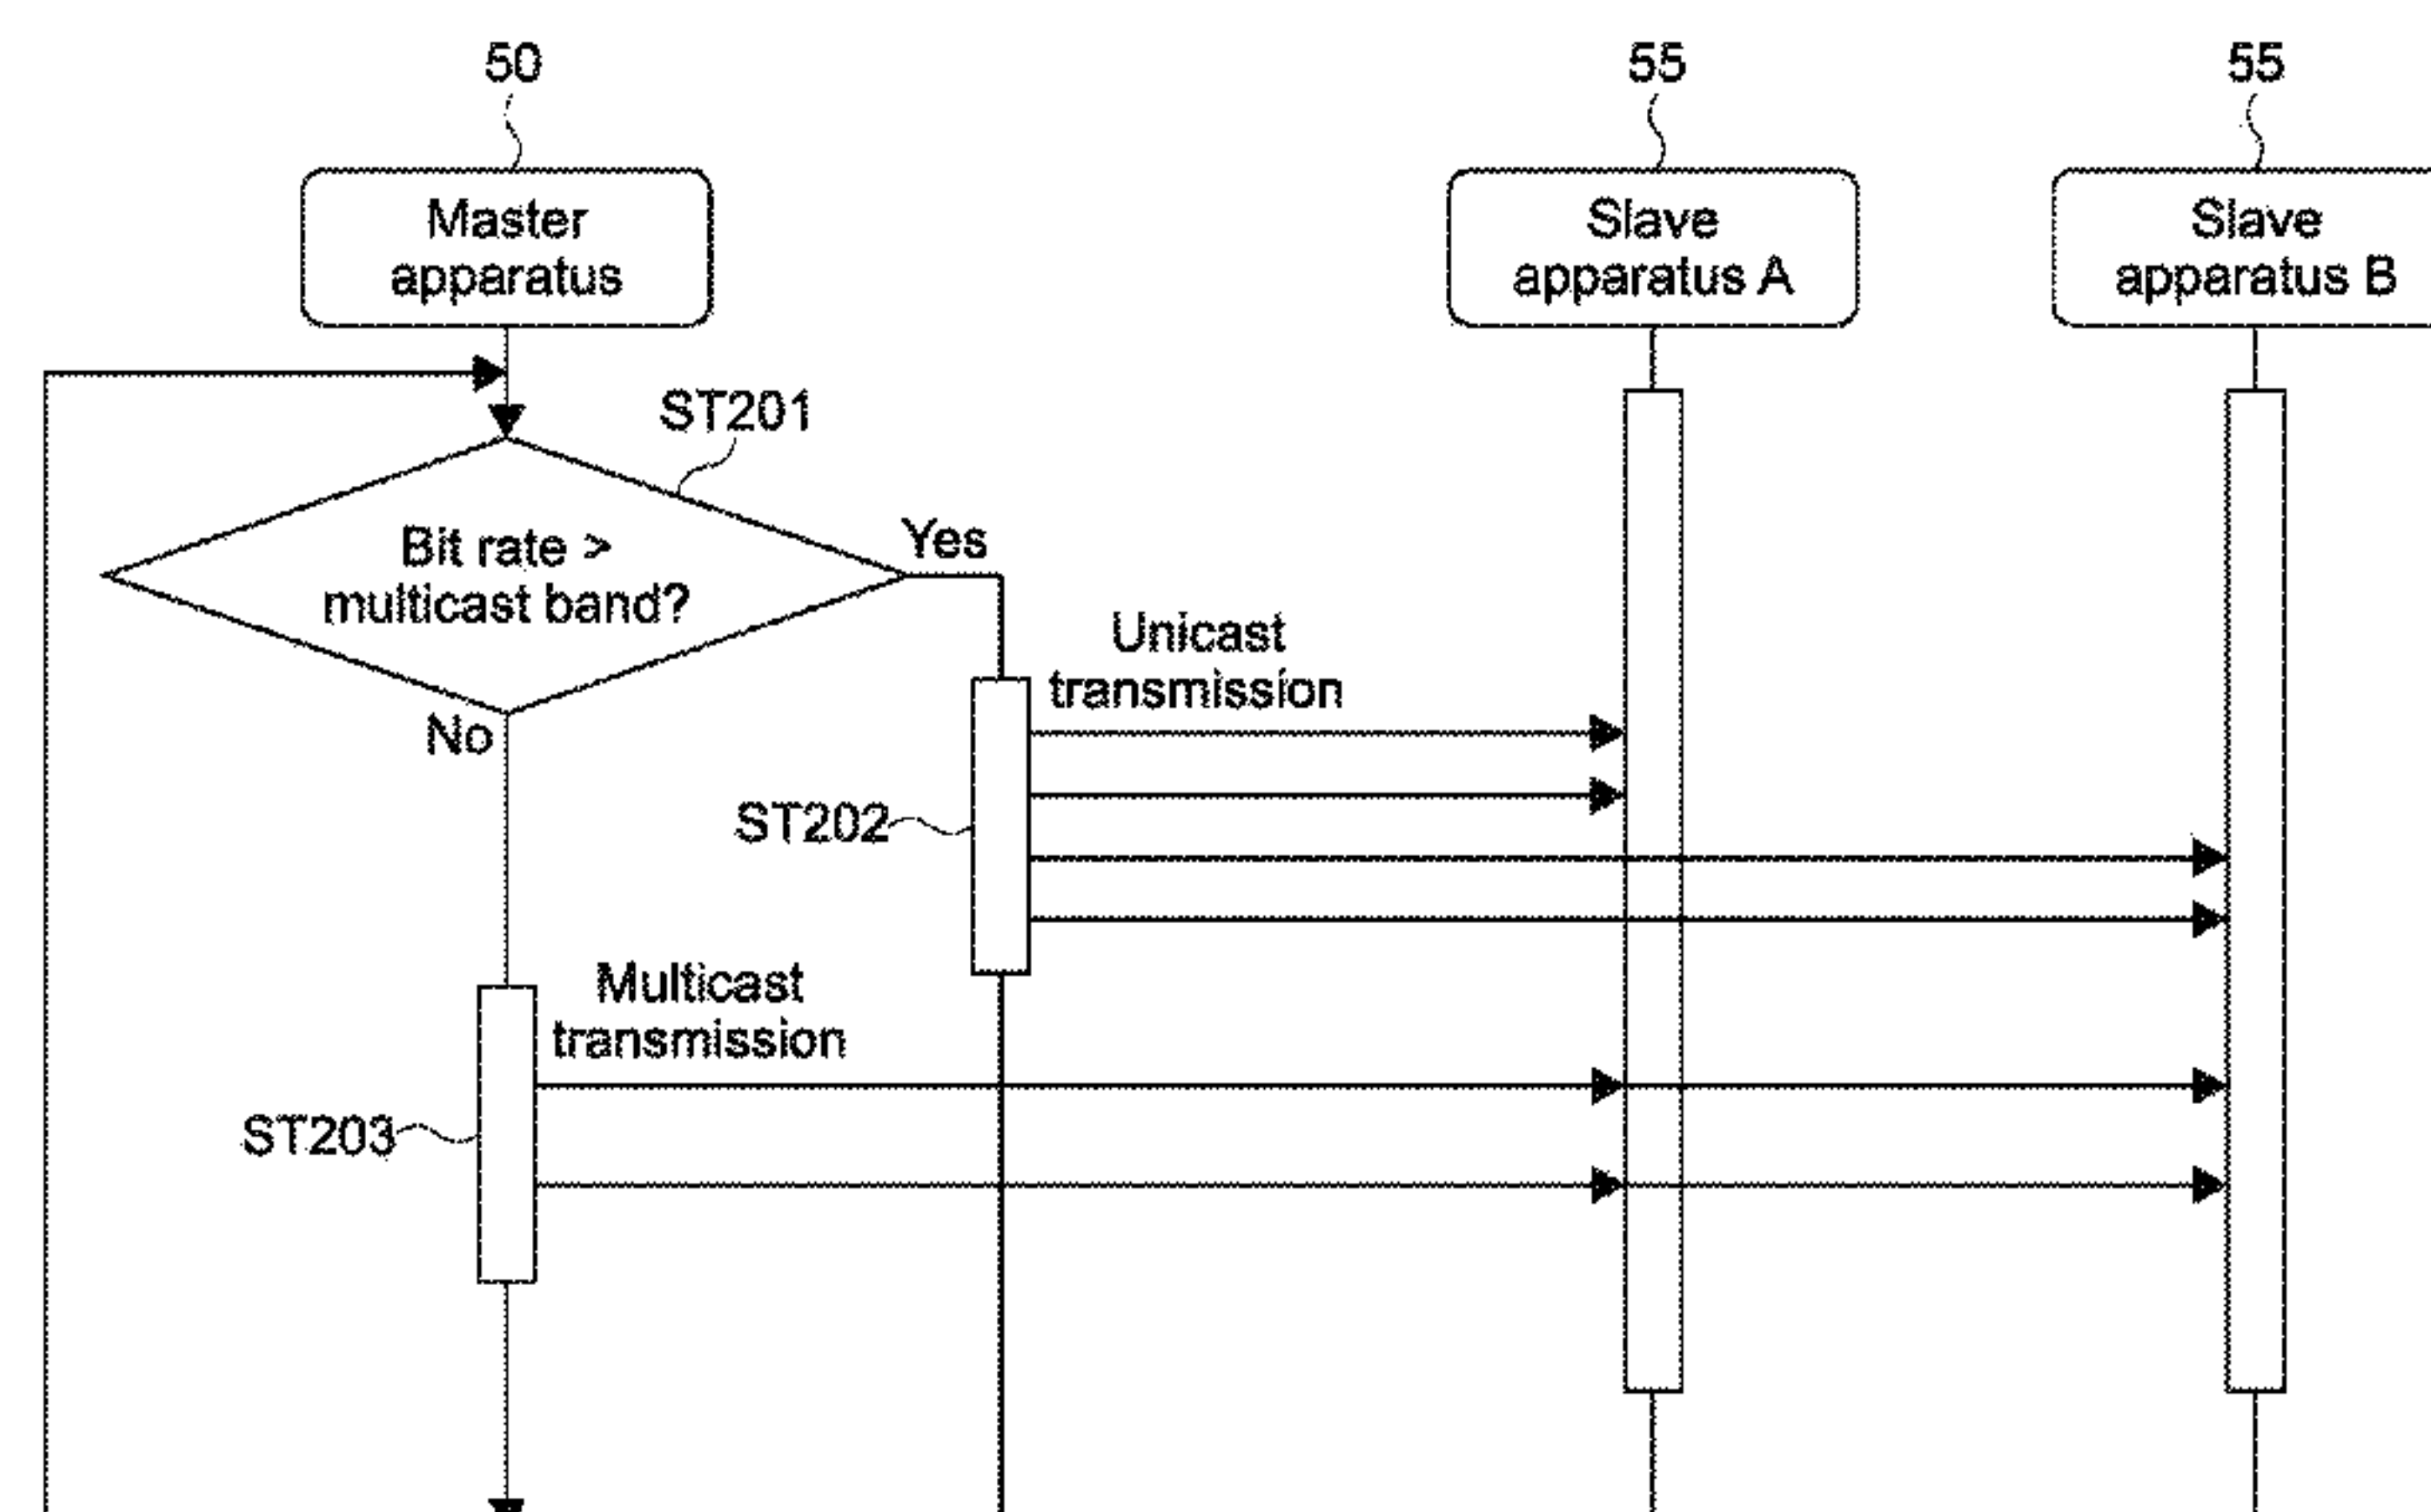 50
55
55
Master
apparatus
Slave
apparatus A
Slave
apparatus B
ST201
Bit rate >
multicast band?
Yes
No
Unicast
transmission
ST202
Multicast
transmission
ST203